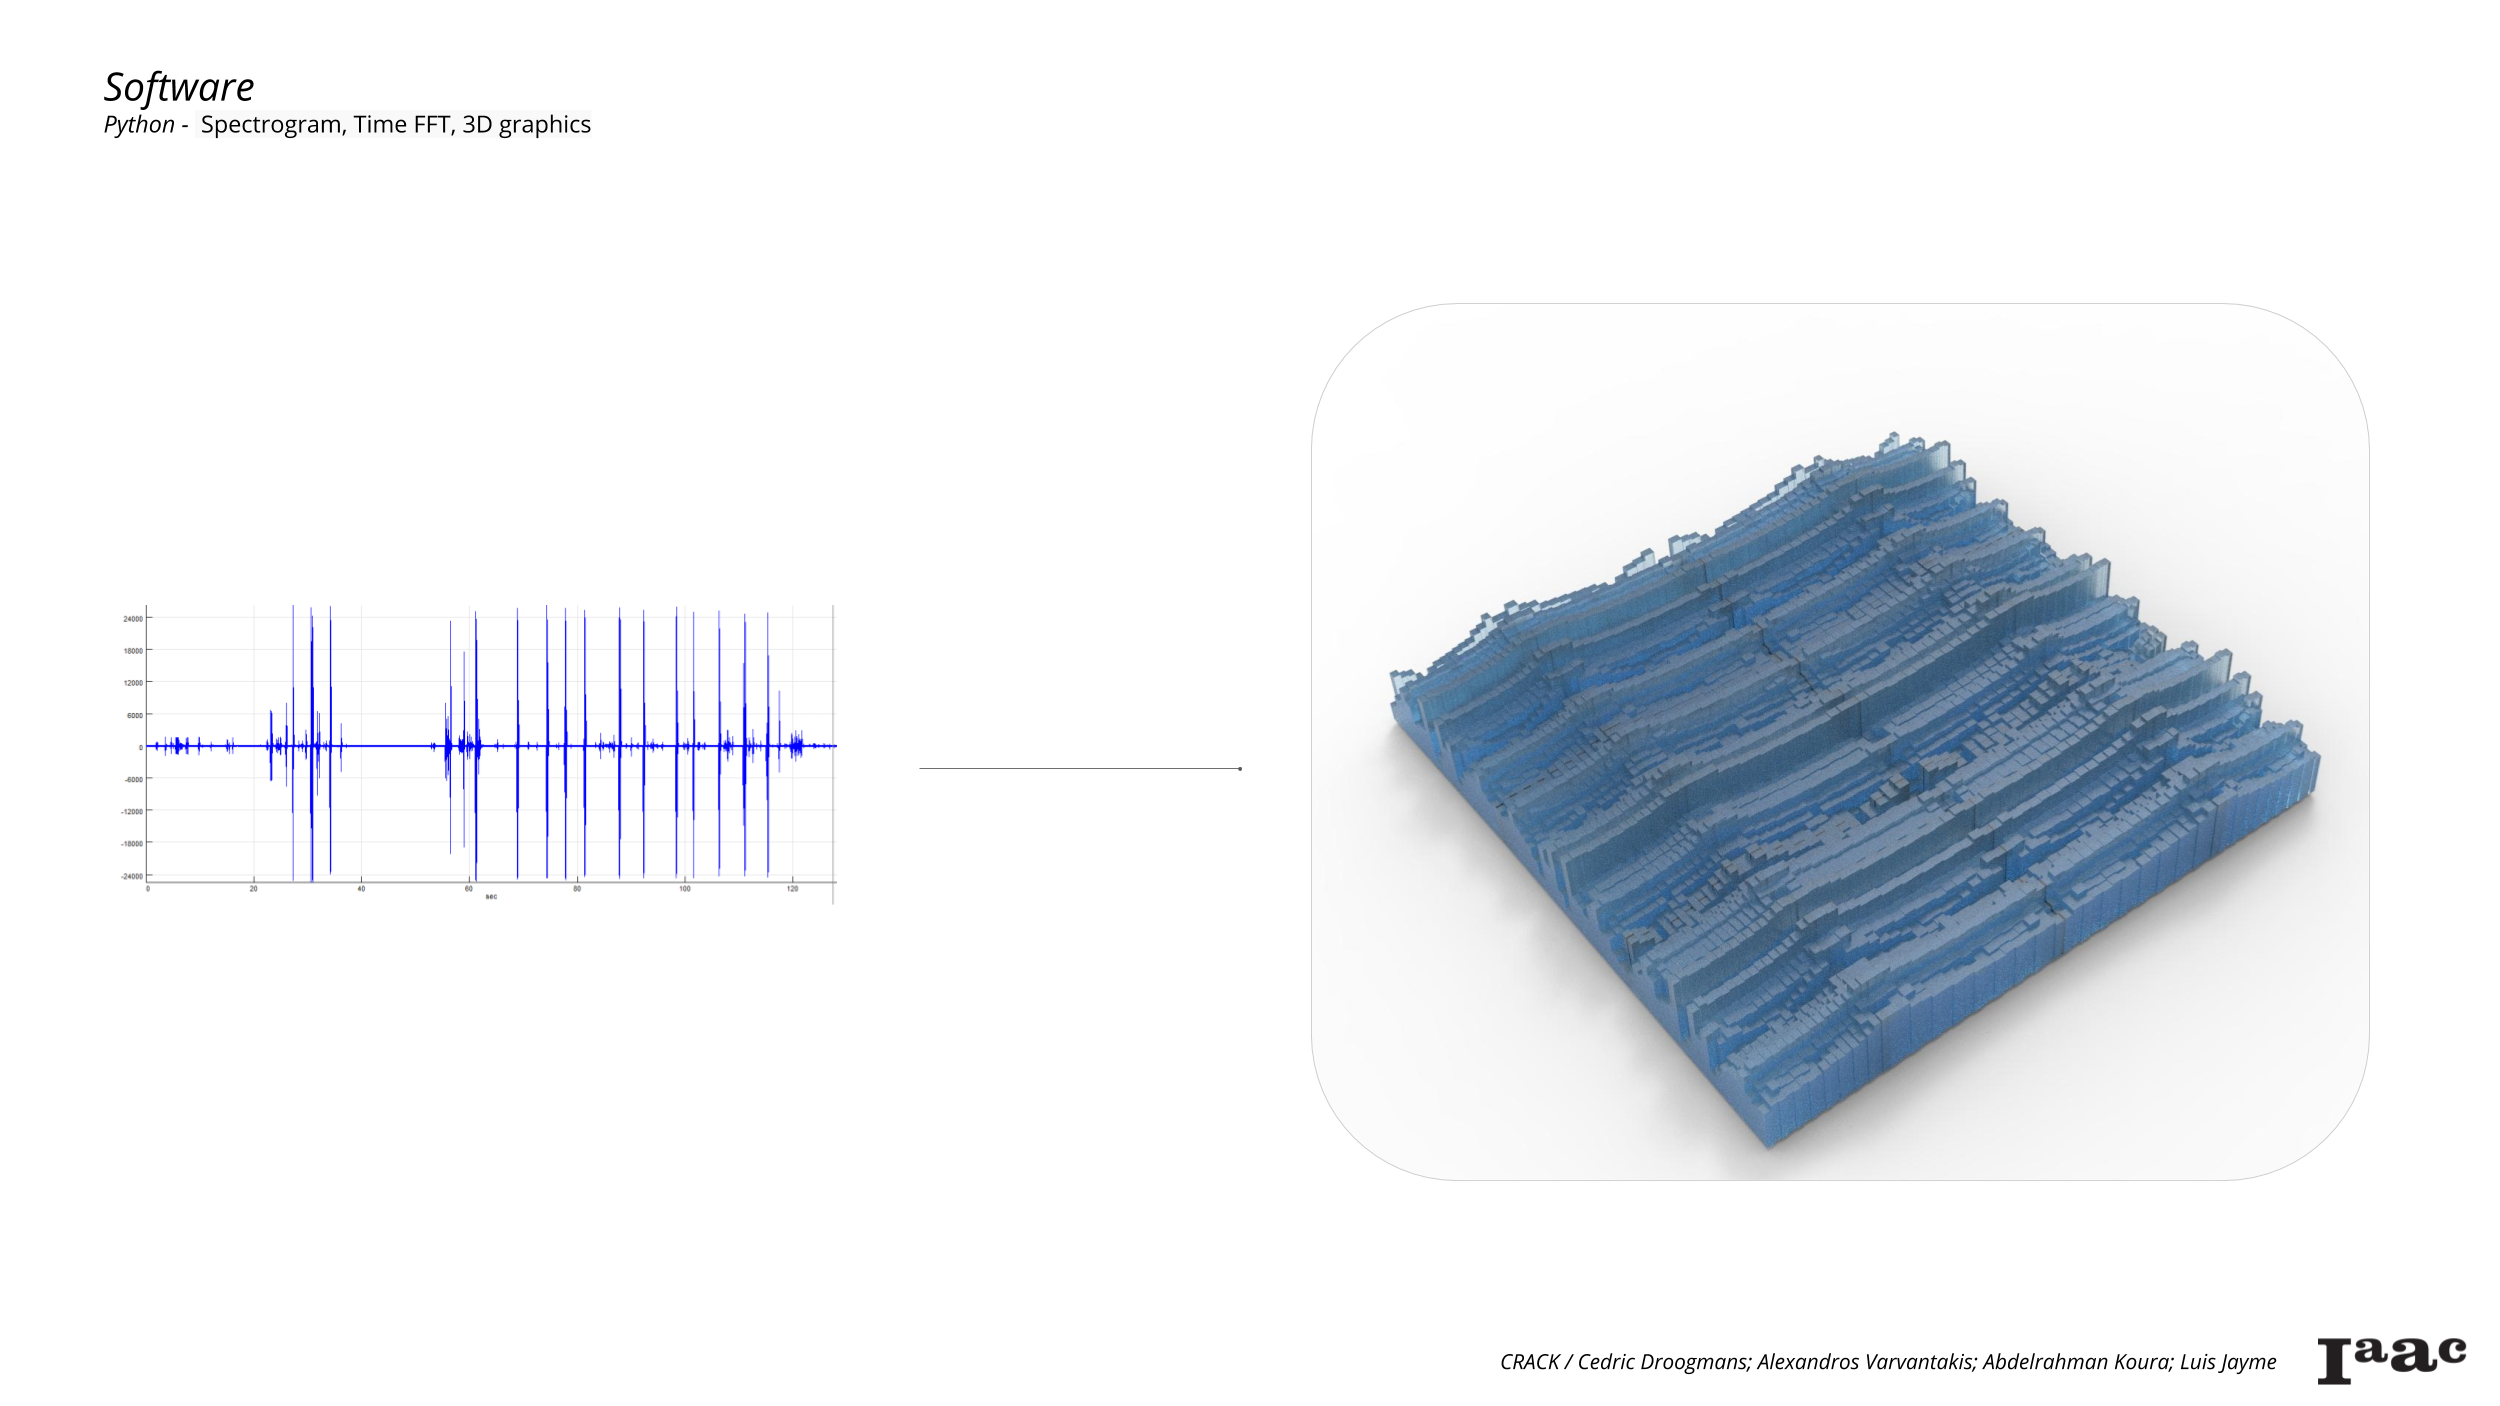 Software
Python - Spectrogram, Time FFT, 3D graphics
24000
18000
12000
6000
0
-6000
-12000
-18000
-24000
0 20 40 60 80 100 120
sec
CRACK / Cedric Droogmans; Alexandros Varvantakis; Abdelrahman Koura; Luis Jayme
Iaac